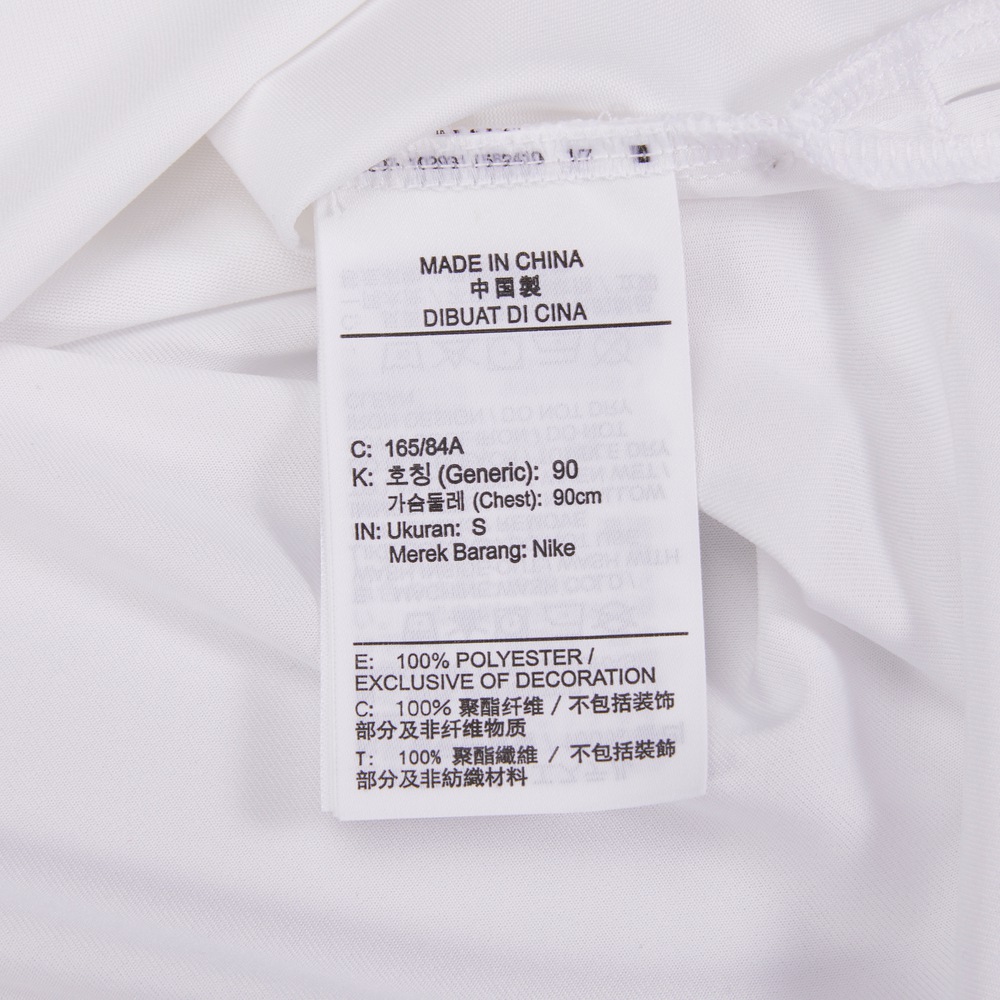 MADE IN CHINA
中国製
DIBUAT DI CINA
C: 165/84A
K: 호칭 (Generic): 90
가슴둘레 (Chest): 90cm
IN: Ukuran: S
Merek Barang: Nike
E: 100% POLYESTER /
EXCLUSIVE OF DECORATION
C: 100% 聚酯纤维 / 不包括装饰
部分及非纤维物质
T: 100% 聚酯纖維 / 不包括裝飾
部分及非紡織材料